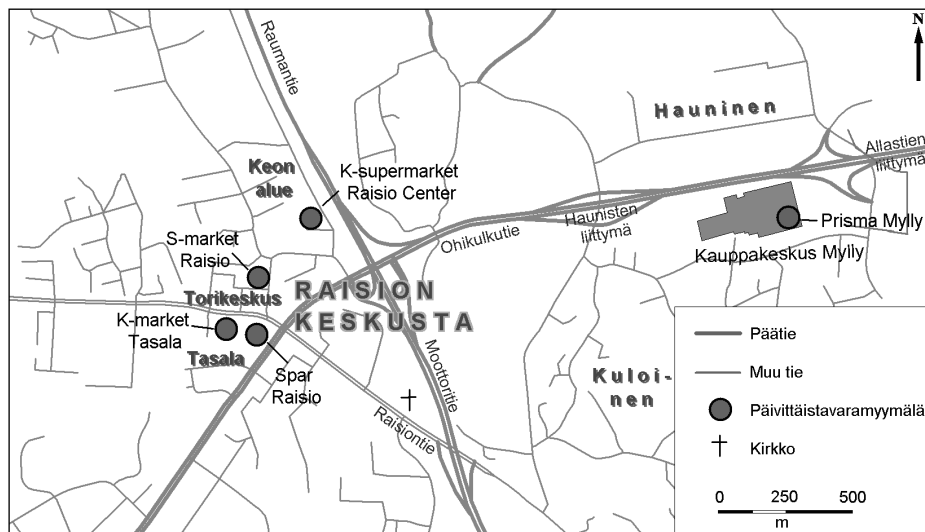 N
Raumantie
Hauninen
Allastien
liittymä
Keon
alue
K-supermarket
Raisio Center
Haunisten
liittymä
Prisma Mylly
Ohikulkutie
Kauppakeskus Mylly
S-market
Raisio
Torikeskus
RAISION
KESKUSTA
K-market
Tasala
Tasala
Spar
Raisio
Moottoritie
Raisiontie
Kuloi-
nen
Päätie
Muu tie
Päivittäistavaramyymälä
Kirkko
0 250 500
m